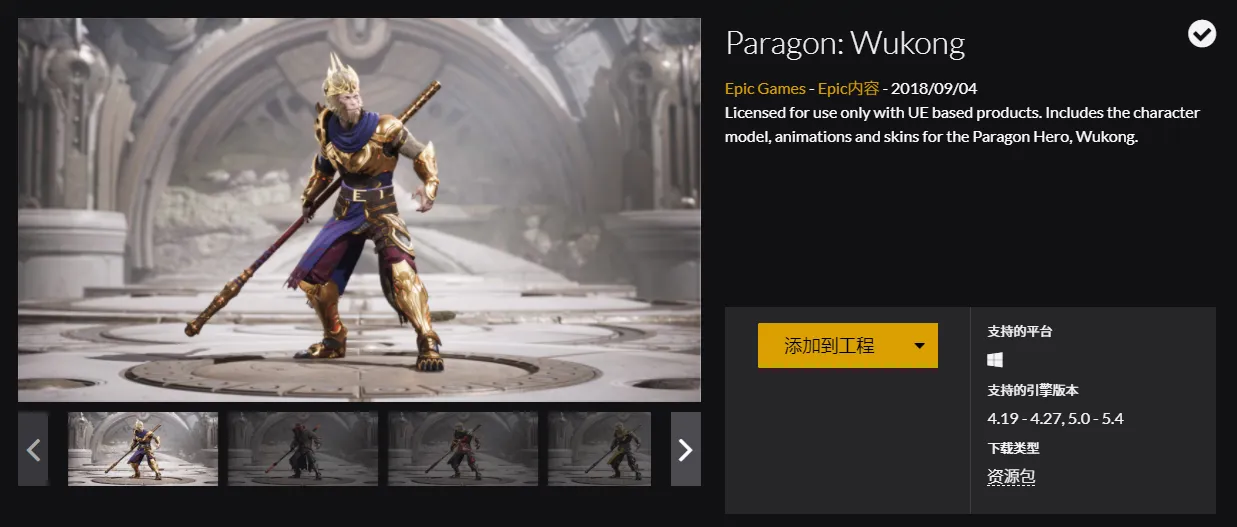 Paragon: Wukong
Epic Games - Epic内容 - 2018/09/04
Licensed for use only with UE based products. Includes the character
model, animations and skins for the Paragon Hero, Wukong.
添加到工程
支持的平台
支持的引擎版本
4.19 - 4.27, 5.0 - 5.4
下载类型
资源包